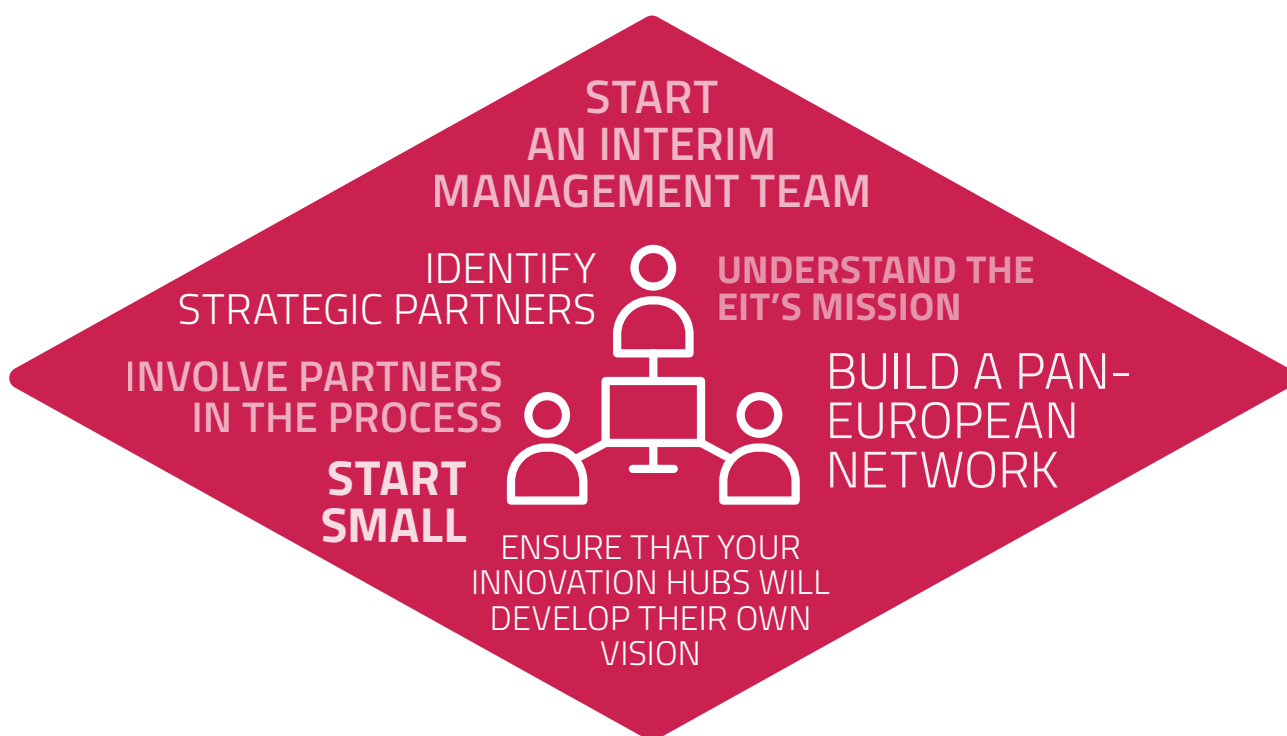 START
AN INTERIM
MANAGEMENT TEAM
IDENTIFY
STRATEGIC PARTNERS
UNDERSTAND THE
EIT'S MISSION
INVOLVE PARTNERS
IN THE PROCESS
BUILD A PAN-
EUROPEAN
NETWORK
START
SMALL
ENSURE THAT YOUR
INNOVATION HUBS WILL
DEVELOP THEIR OWN
VISION